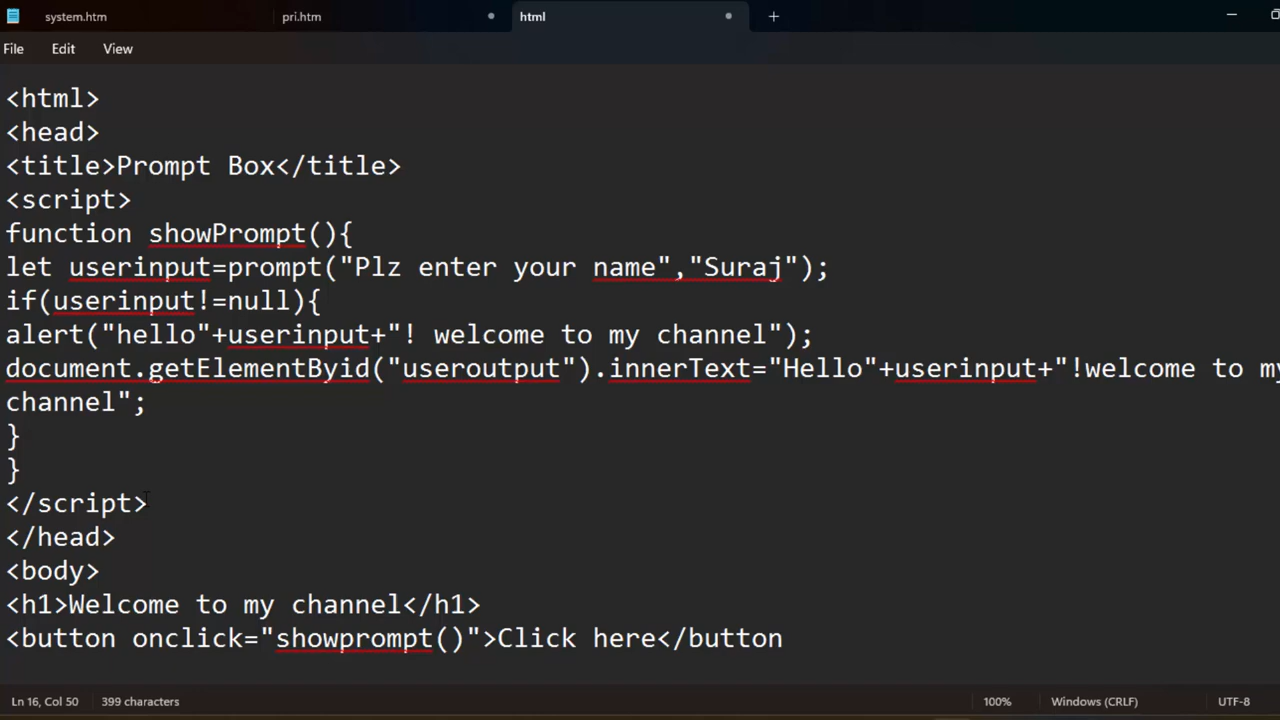 system.htm pri.htm html
File Edit View
<html>
<head>
<title>Prompt Box</title>
<script>
function showPrompt(){
let userinput=prompt("Plz enter your name","Suraj");
if(userinput!=null){
alert("hello"+userinput+"! welcome to my channel");
document.getElementByid("useroutput").innerText="Hello"+userinput+"!welcome to my
channel";
}
}
</script>
</head>
<body>
<h1>Welcome to my channel</h1>
<button onclick="showprompt()">Click here</button
Ln 16, Col 50 399 characters 100% Windows (CRLF) UTF-8